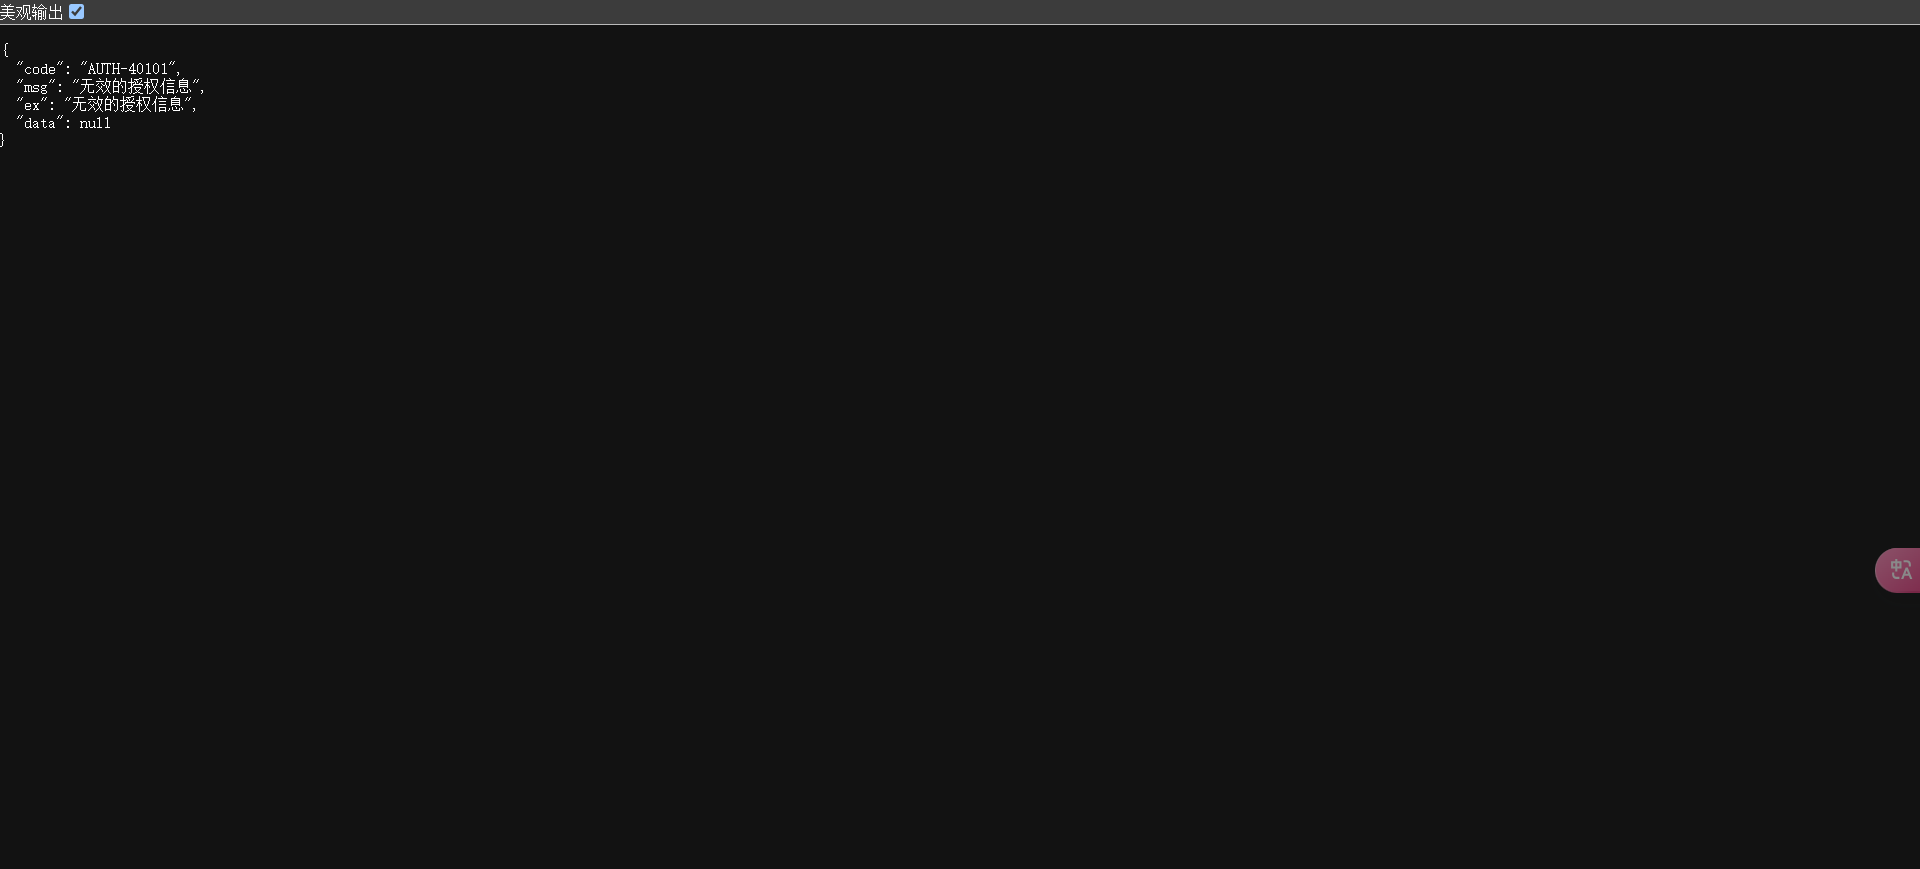 美观输出
{
  "code": "AUTH-40101",
  "msg": "无效的授权信息",
  "ex": "无效的授权信息",
  "data": null
}
中A